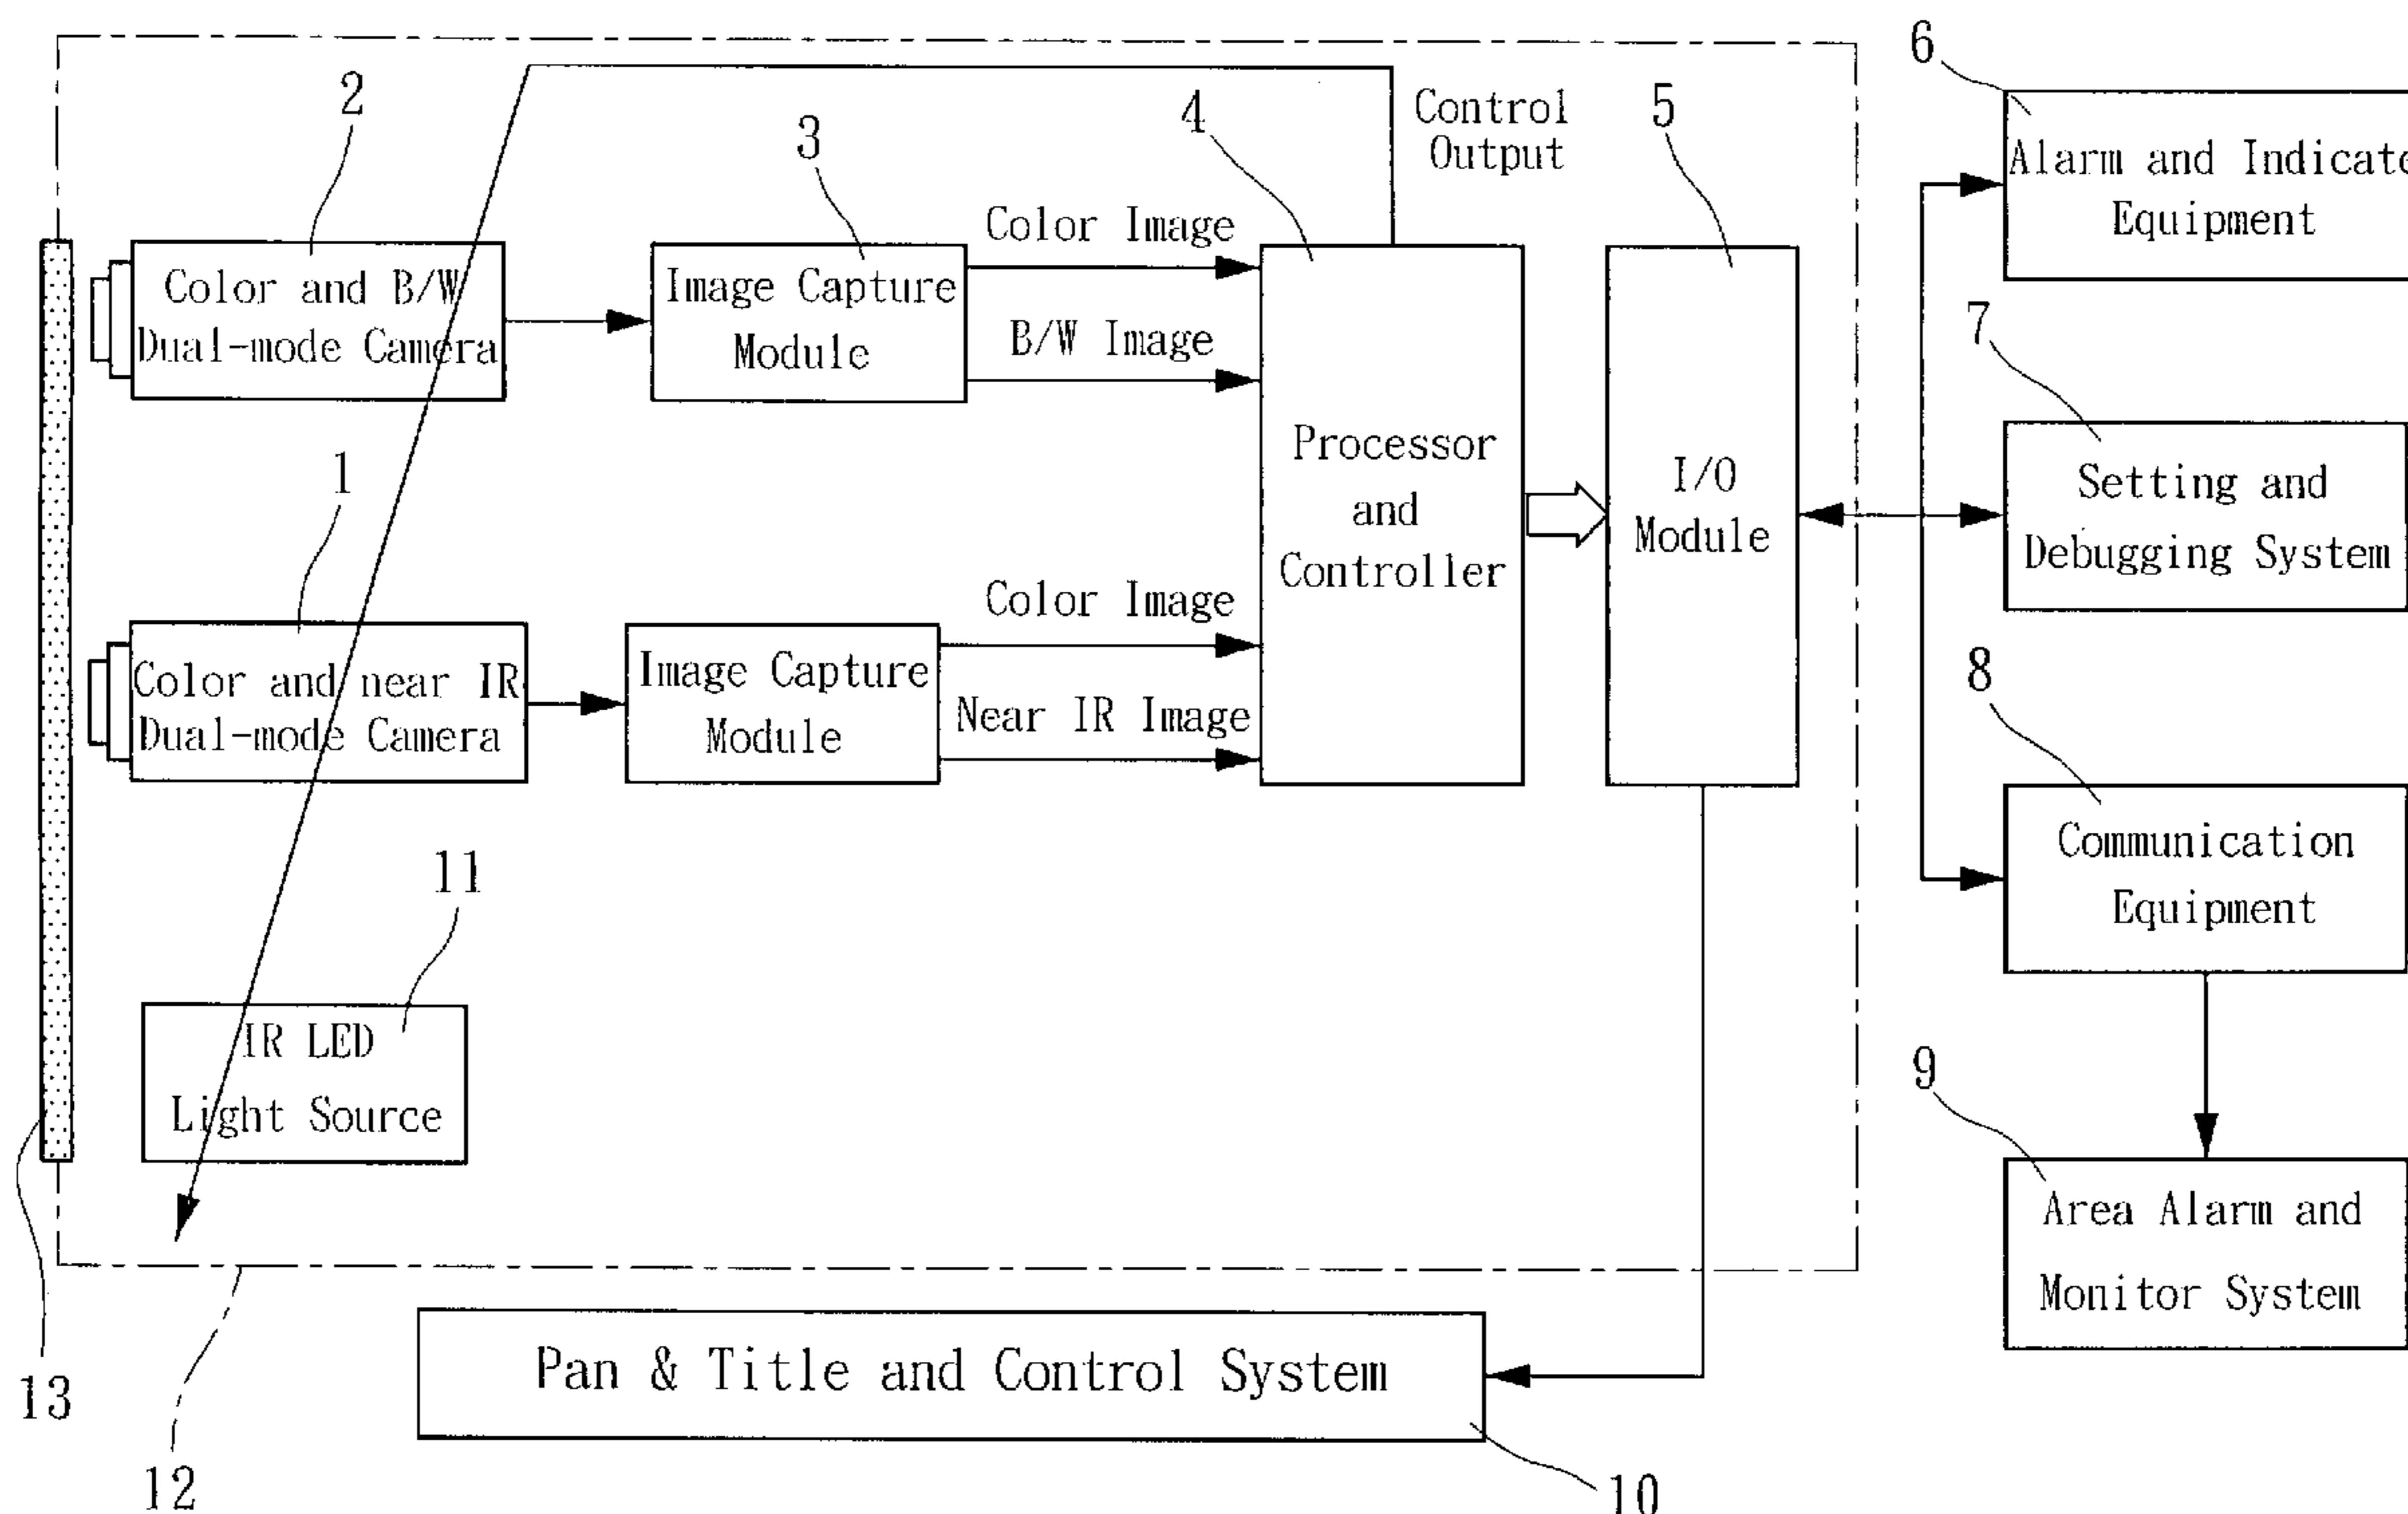 6
2
Control
Output
5
4
3
Alarm and Indicate
Equipment
Color Image
Color and B/W
Dual-mode Camera
Image Capture
Module
B/W Image
7
1
Processor
and
Controller
I/O
Module
Setting and
Debugging System
Color Image
8
Color and near IR
Dual-mode Camera
Image Capture
Module
Near IR Image
Communication
Equipment
11
IR LED
Light Source
9
Area Alarm and
Monitor System
Pan & Title and Control System
13
12
10